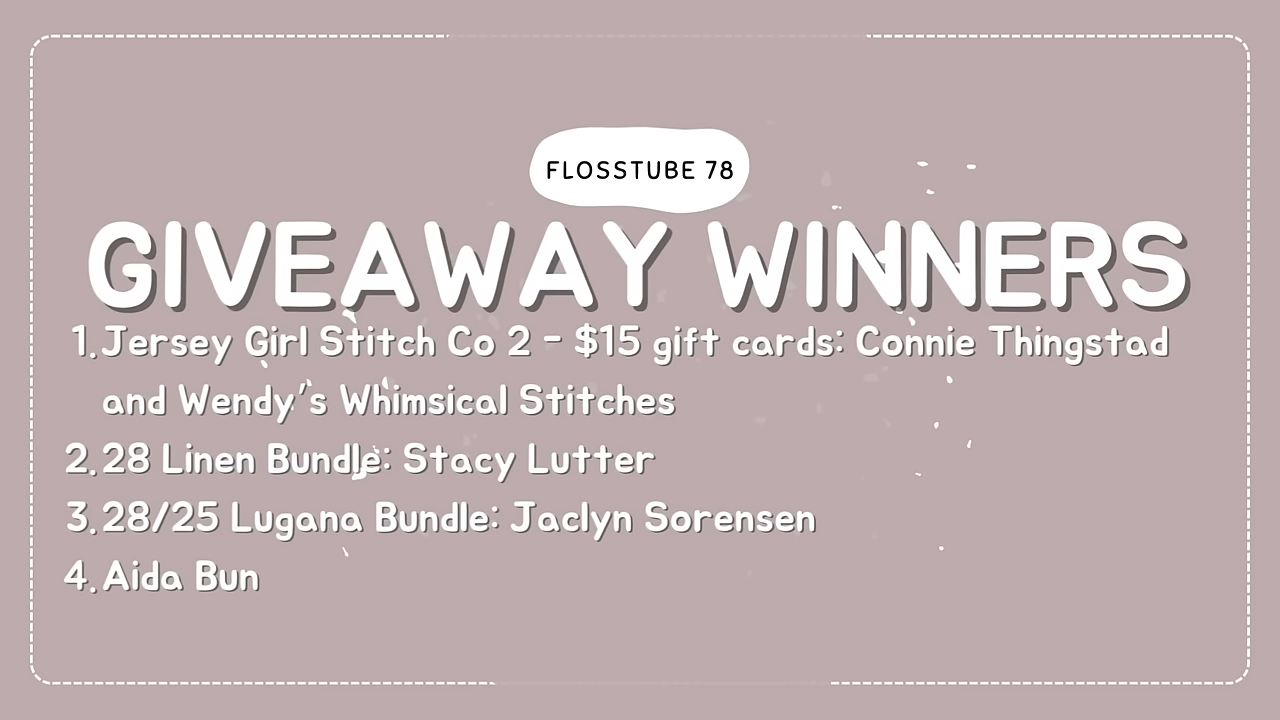 FLOSSTUBE 78
GIVEAWAY WINNERS
1. Jersey Girl Stitch Co 2 - $15 gift cards: Connie Thingstad
and Wendy's Whimsical Stitches
2. 28 Linen Bundle: Stacy Lutter
3. 28/25 Lugana Bundle: Jaclyn Sorensen
4. Aida Bun